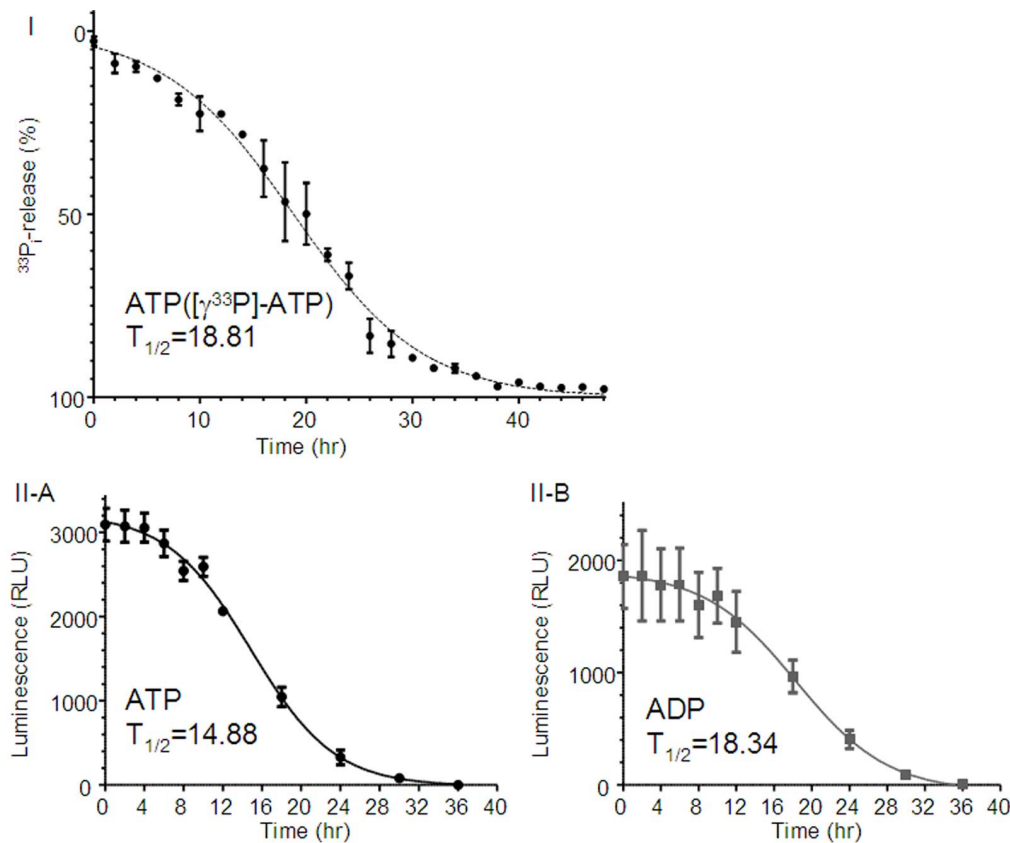 I
0
50
100
³³Pᵢ-release (%)
ATP([γ³³P]-ATP)
T₁/₂=18.81
0 10 20 30 40
Time (hr)
II-A
3000
2000
1000
0
Luminescence (RLU)
ATP
T₁/₂=14.88
0 4 8 12 16 20 24 28 32 36 40
Time (hr)
II-B
2000
1000
0
Luminescence (RLU)
ADP
T₁/₂=18.34
0 4 8 12 16 20 24 28 32 36 40
Time (hr)